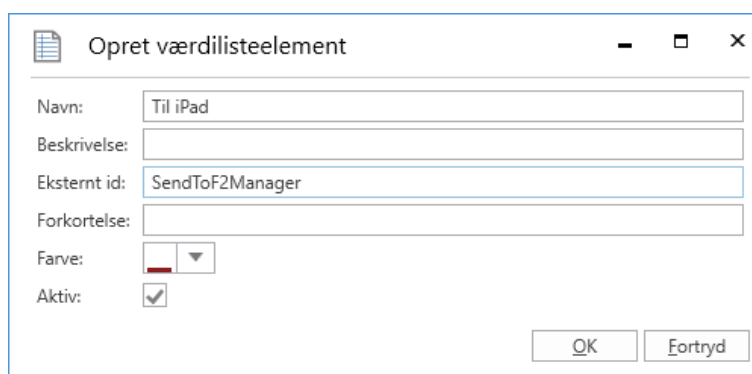 Opret værdilisteelement
Navn: Til iPad
Beskrivelse:
Eksternt id: SendToF2Manager
Forkortelse:
Farve:
Aktiv:
OK Fortryd